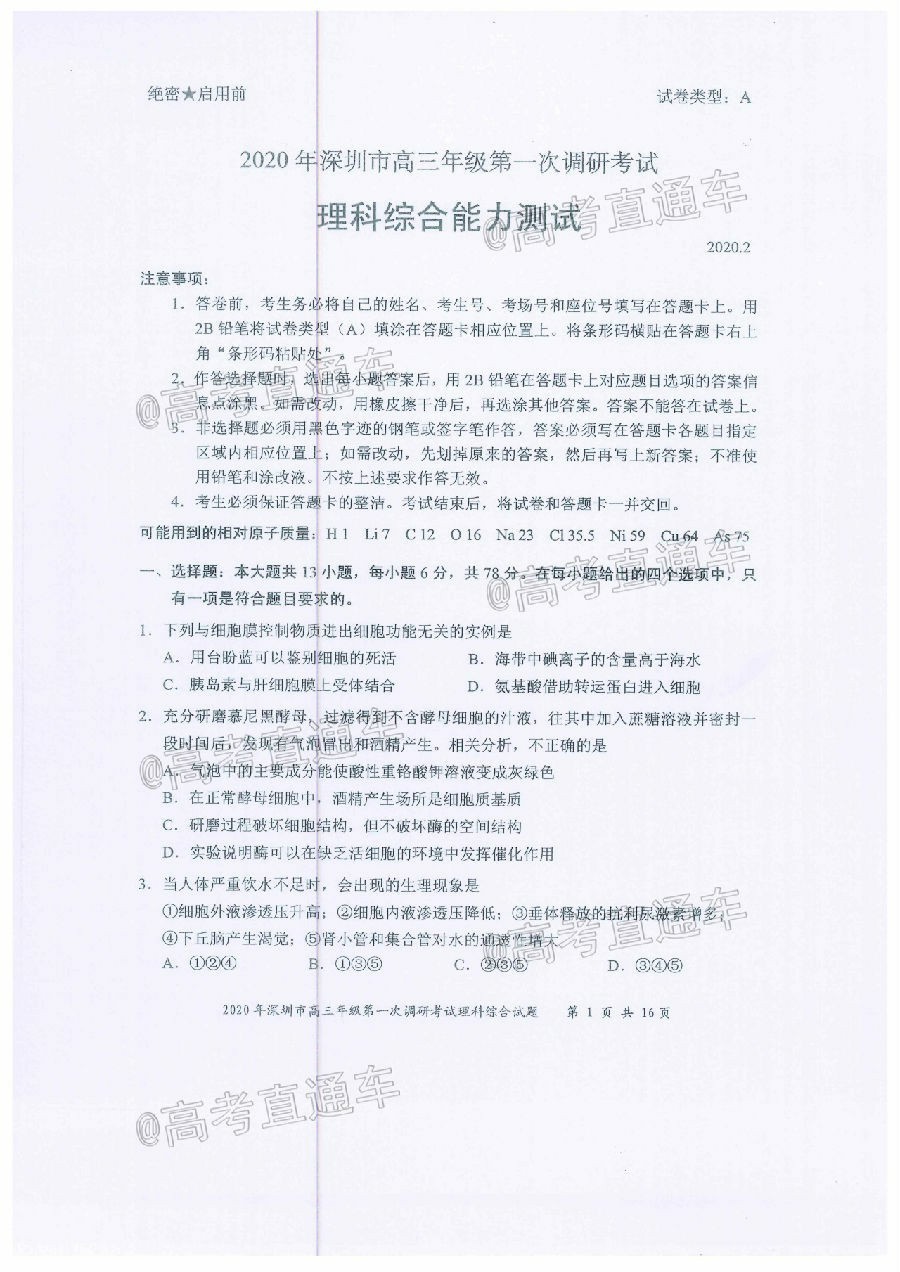 绝密★启用前
试卷类型：A
2020 年深圳市高三年级第一次调研考试
理科综合能力测试
2020.2
注意事项：
1．答卷前，考生务必将自己的姓名、考生号、考场号和座位号填写在答题卡上。用
2B 铅笔将试卷类型（A）填涂在答题卡相应位置上。将条形码横贴在答题卡右上
角“条形码粘贴处”。
2．作答选择题时，选出每小题答案后，用 2B 铅笔在答题卡上对应题目选项的答案信
息点涂黑。如需改动，用橡皮擦干净后，再选涂其他答案。答案不能答在试卷上。
3．非选择题必须用黑色字迹的钢笔或签字笔作答，答案必须写在答题卡各题目指定
区域内相应位置上；如需改动，先划掉原来的答案，然后再写上新答案；不准使
用铅笔和涂改液。不按上述要求作答无效。
4．考生必须保证答题卡的整洁。考试结束后，将试卷和答题卡一并交回。
可能用到的相对原子质量：H 1 Li 7 C 12 O 16 Na 23 Cl 35.5 Ni 59 Cu 64 As 75
一、选择题：本大题共 13 小题，每小题 6 分，共 78 分。在每小题给出的四个选项中，只
有一项是符合题目要求的。
1．下列与细胞膜控制物质进出细胞功能无关的实例是
A．用台盼蓝可以鉴别细胞的死活 B．海带中碘离子的含量高于海水
C．胰岛素与肝细胞膜上受体结合 D．氨基酸借助转运蛋白进入细胞
2．充分研磨慕尼黑酵母，过滤得到不含酵母细胞的汁液，往其中加入蔗糖溶液并密封一
段时间后，发现有气泡冒出和酒精产生。相关分析，不正确的是
A．气泡中的主要成分能使酸性重铬酸钾溶液变成灰绿色
B．在正常酵母细胞中，酒精产生场所是细胞质基质
C．研磨过程破坏细胞结构，但不破坏酶的空间结构
D．实验说明酶可以在缺乏活细胞的环境中发挥催化作用
3．当人体严重饮水不足时，会出现的生理现象是
①细胞外液渗透压升高；②细胞内液渗透压降低；③垂体释放的抗利尿激素增多；
④下丘脑产生渴觉；⑤肾小管和集合管对水的通透性增大
A．①②④ B．①③⑤ C．②③⑤ D．③④⑤
2020 年深圳市高三年级第一次调研考试理科综合试题 第 1 页 共 16 页
@高考直通车
@高考直通车
@高考直通车
@高考直通车
@高考直通车
@高考直通车
@高考直通车